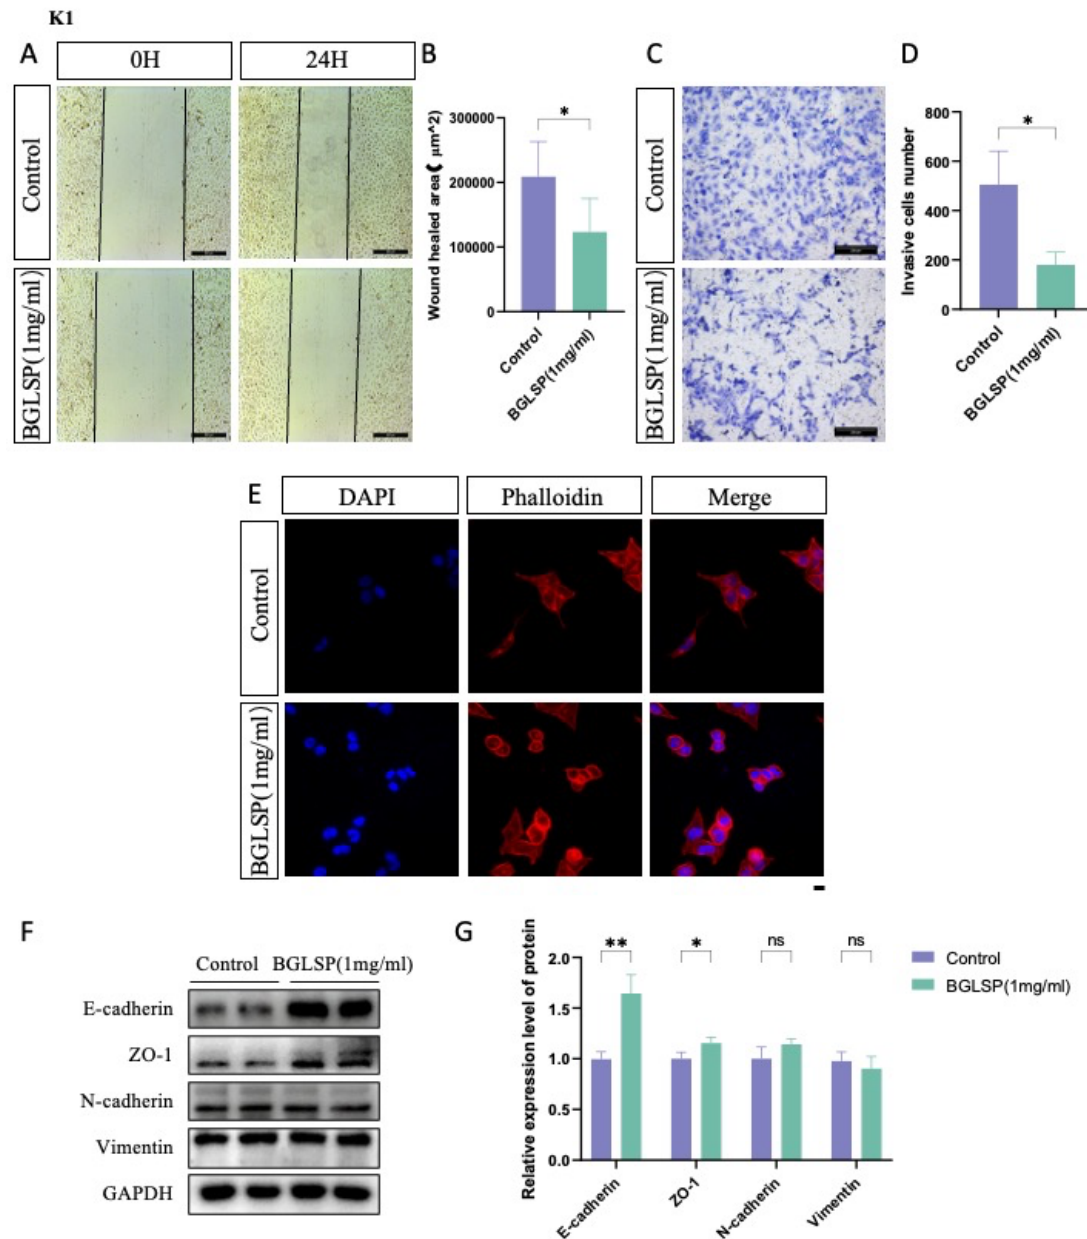 K1
A
0H
24H
Control
BGLSP(1mg/ml)
B
Wound healed area( μm^2)
300000
200000
100000
0
*
Control
BGLSP(1mg/ml)
C
Control
BGLSP(1mg/ml)
D
Invasive cells number
800
600
400
200
0
*
Control
BGLSP(1mg/ml)
E
DAPI
Phalloidin
Merge
Control
BGLSP(1mg/ml)
F
Control BGLSP(1mg/ml)
E-cadherin
ZO-1
N-cadherin
Vimentin
GAPDH
G
Relative expression level of protein
2.0
1.5
1.0
0.5
0.0
** * ns ns
E-cadherin
ZO-1
N-cadherin
Vimentin
Control
BGLSP(1mg/ml)